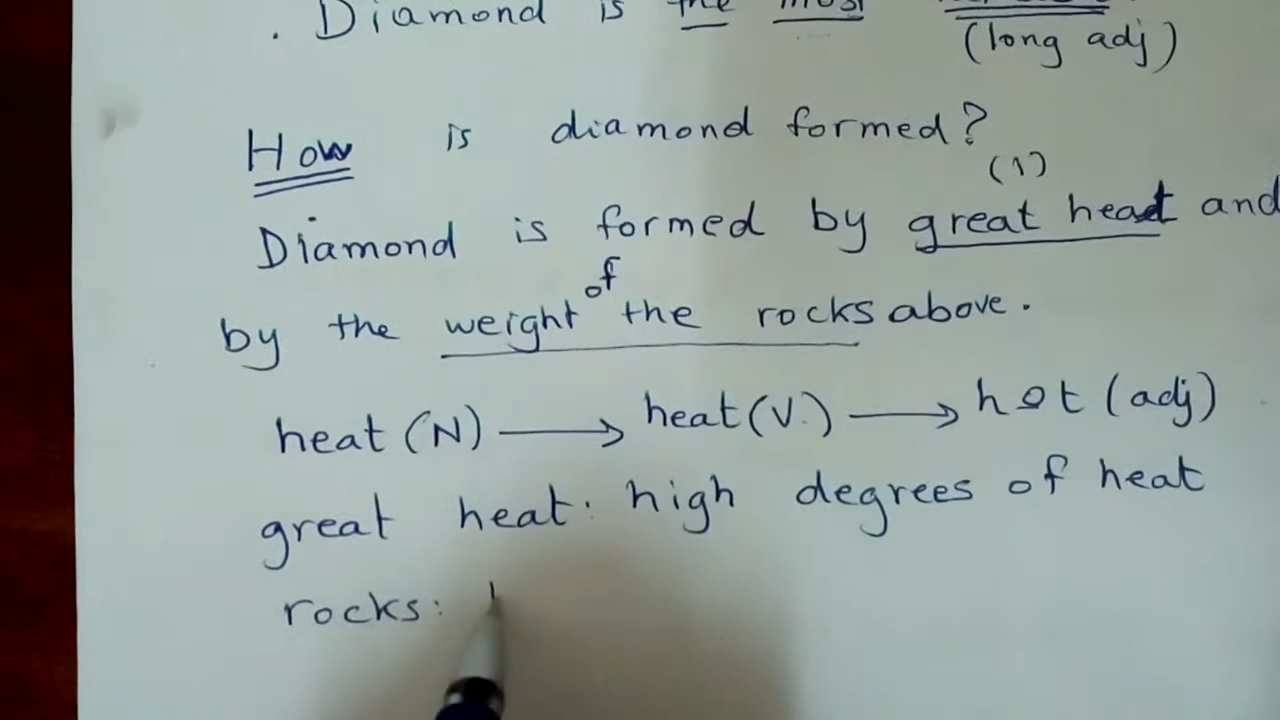 . Diamond is the most
(long adj)
How is diamond formed?
(1)
Diamond is formed by great heat and
by the weight of the rocks above.
heat (N) → heat (V.) → hot (adj)
great heat: high degrees of heat
rocks: